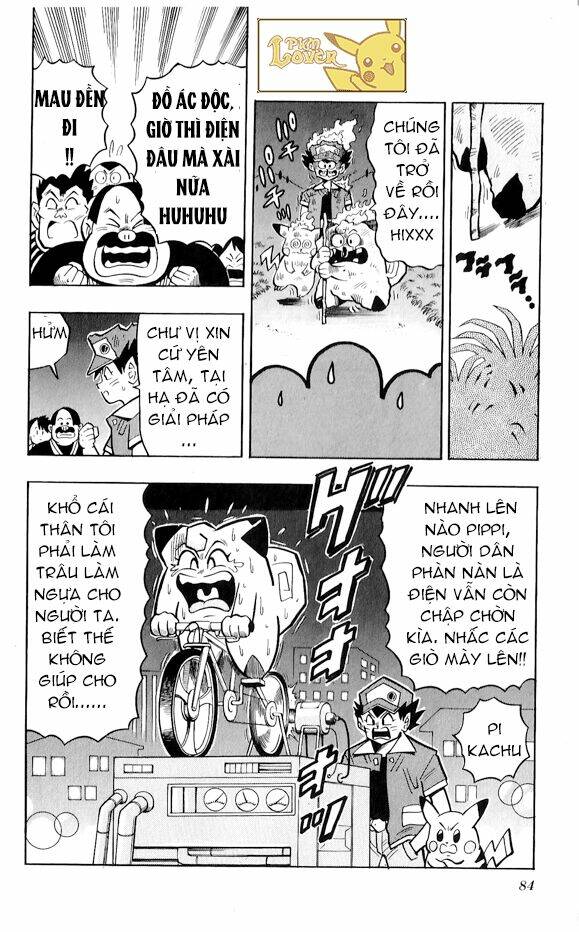 PKM
LOVER
CHÚNG
TÔI ĐÃ
TRỞ
VỀ RỒI
ĐÂY....
HIXXX
ĐỒ ÁC ĐỘC,
GIỜ THÌ ĐIỆN
ĐÂU MÀ XÀI
NỮA
HUHUHU
MAU ĐỀN
ĐI
!!
CHƯ VỊ XIN
CỨ YÊN
TÂM, TẠI
HẠ ĐÃ CÓ
GIẢI PHÁP
...
HỬM
NHANH LÊN
NÀO PIPPI,
NGƯỜI DÂN
PHÀN NÀN LÀ
ĐIỆN VẪN CÒN
CHẬP CHỜN
KÌA. NHẤC CÁC
GIÒ MÀY LÊN!!
PI
KACHU
KHỔ CÁI
THÂN TÔI
PHẢI LÀM
TRÂU LÀM
NGỰA CHO
NGƯỜI TA.
BIẾT THẾ
KHÔNG
GIÚP CHO
RỒI......
84